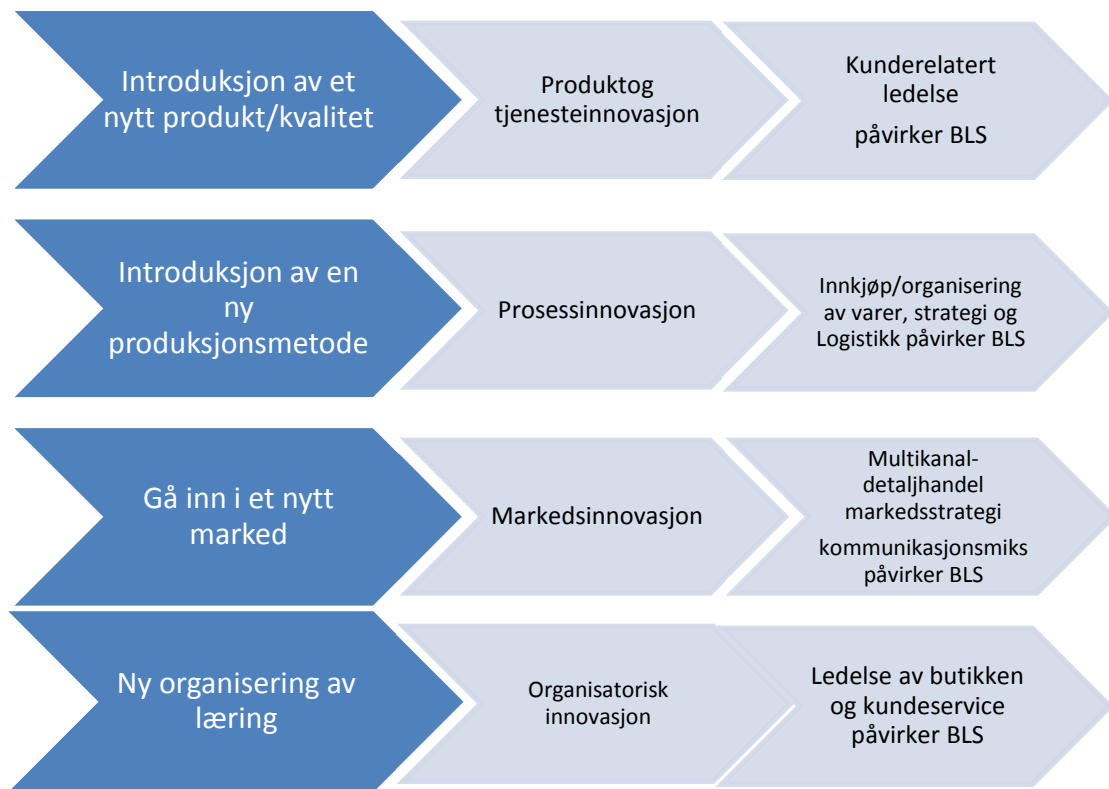 Introduksjon av et
nytt produkt/kvalitet
Produktog
tjenesteinnovasjon
Kunderelatert
ledelse
påvirker BLS
Introduksjon av en
ny
produksjonsmetode
Prosessinnovasjon
Innkjøp/organisering
av varer, strategi og
Logistikk påvirker BLS
Gå inn i et nytt
marked
Markedsinnovasjon
Multikanal-
detaljhandel
markedsstrategi
kommunikasjonsmiks
påvirker BLS
Ny organisering av
læring
Organisatorisk
innovasjon
Ledelse av butikken
og kundeservice
påvirker BLS